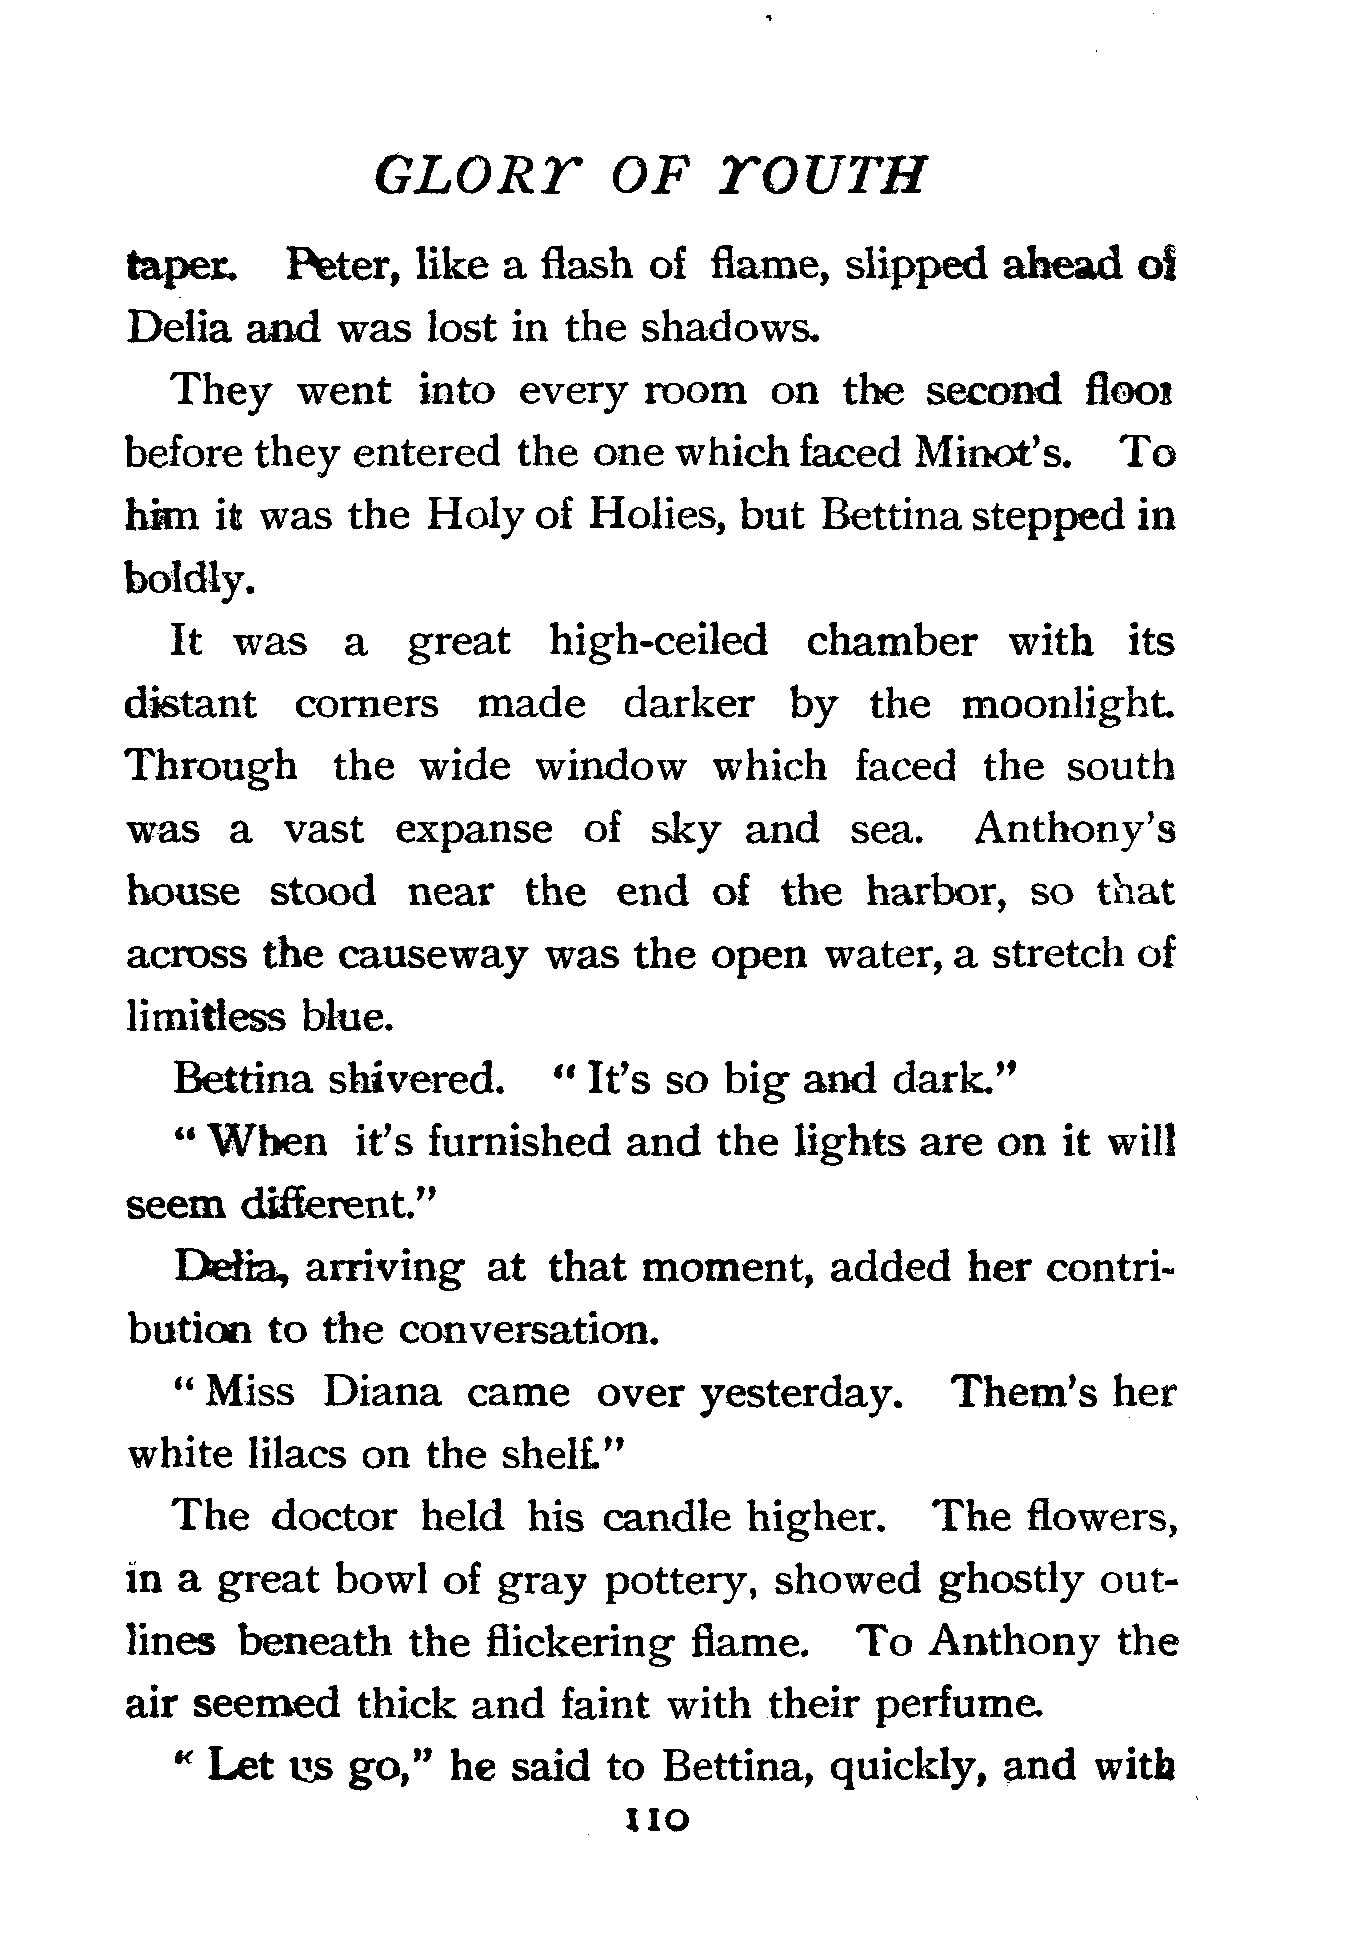 GLORY OF YOUTH
taper. Peter, like a flash of flame, slipped ahead of
Delia and was lost in the shadows.
They went into every room on the second floor
before they entered the one which faced Minot's. To
him it was the Holy of Holies, but Bettina stepped in
boldly.
It was a great high-ceiled chamber with its
distant corners made darker by the moonlight.
Through the wide window which faced the south
was a vast expanse of sky and sea. Anthony's
house stood near the end of the harbor, so that
across the causeway was the open water, a stretch of
limitless blue.
Bettina shivered. "It's so big and dark."
"When it's furnished and the lights are on it will
seem different."
Delia, arriving at that moment, added her contri-
bution to the conversation.
"Miss Diana came over yesterday. Them's her
white lilacs on the shelf."
The doctor held his candle higher. The flowers,
in a great bowl of gray pottery, showed ghostly out-
lines beneath the flickering flame. To Anthony the
air seemed thick and faint with their perfume.
"Let us go," he said to Bettina, quickly, and with
110